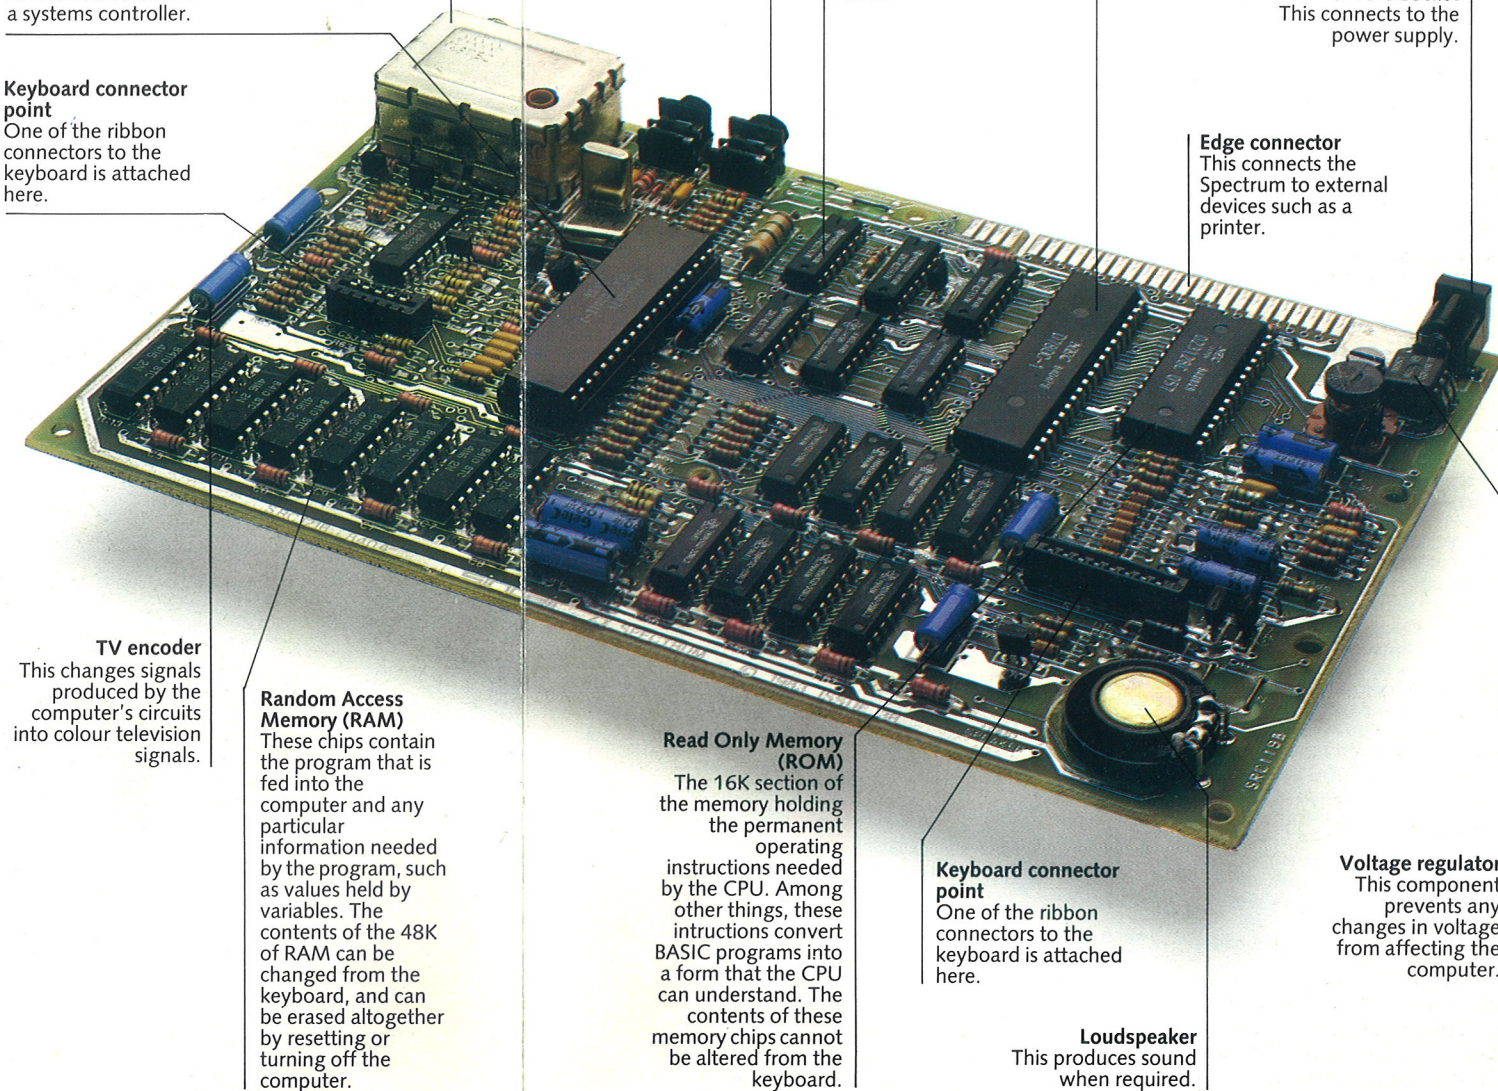 a systems controller.
This connects to the
power supply.
Keyboard connector
point
One of the ribbon
connectors to the
keyboard is attached
here.
Edge connector
This connects the
Spectrum to external
devices such as a
printer.
TV encoder
This changes signals
produced by the
computer's circuits
into colour television
signals.
Random Access
Memory (RAM)
These chips contain
the program that is
fed into the
computer and any
particular
information needed
by the program, such
as values held by
variables. The
contents of the 48K
of RAM can be
changed from the
keyboard, and can
be erased altogether
by resetting or
turning off the
computer.
Read Only Memory
(ROM)
The 16K section of
the memory holding
the permanent
operating
instructions needed
by the CPU. Among
other things, these
intructions convert
BASIC programs into
a form that the CPU
can understand. The
contents of these
memory chips cannot
be altered from the
keyboard.
Keyboard connector
point
One of the ribbon
connectors to the
keyboard is attached
here.
Loudspeaker
This produces sound
when required.
Voltage regulator
This component
prevents any
changes in voltage
from affecting the
computer.